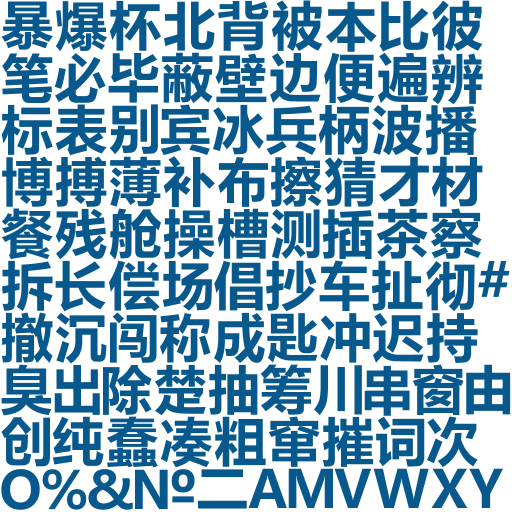 暴爆杯北背被本比彼
笔必毕蔽壁边便遍辨
标表别宾冰兵柄波播
博搏薄补布擦猜才材
餐残舱操槽测插茶察
拆长偿场倡抄车扯彻#
撤沉闯称成匙冲迟持
臭出除楚抽筹川串窗由
创纯蠢凑粗窜摧词次
O%&№二AMVWXY